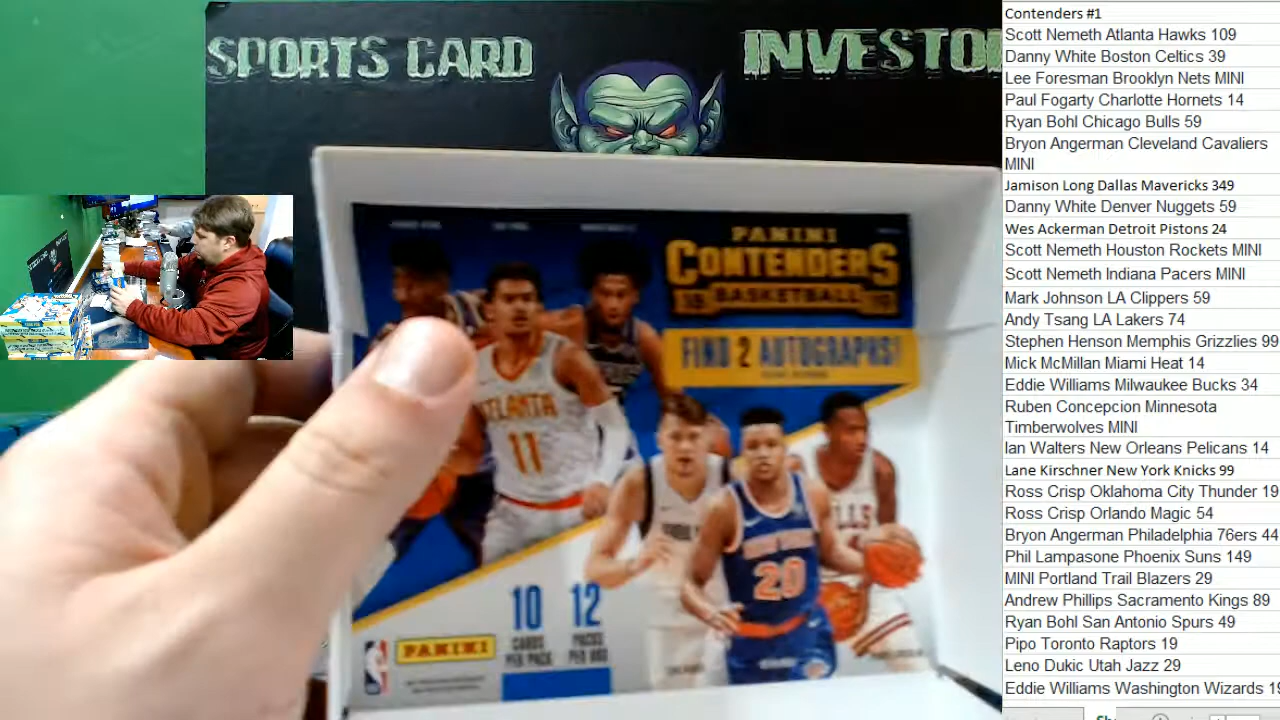 SPORTS CARD INVESTO
PANINI
CONTENDERS
18 BASKETBALL 19
FIND 2 AUTOGRAPHS!
ATLANTA
11
20
10 12
CARDS PACKS
PER PACK PER BOX
PANINI
NBA
Contenders #1
Scott Nemeth Atlanta Hawks 109
Danny White Boston Celtics 39
Lee Foresman Brooklyn Nets MINI
Paul Fogarty Charlotte Hornets 14
Ryan Bohl Chicago Bulls 59
Bryon Angerman Cleveland Cavaliers
MINI
Jamison Long Dallas Mavericks 349
Danny White Denver Nuggets 59
Wes Ackerman Detroit Pistons 24
Scott Nemeth Houston Rockets MINI
Scott Nemeth Indiana Pacers MINI
Mark Johnson LA Clippers 59
Andy Tsang LA Lakers 74
Stephen Henson Memphis Grizzlies 99
Mick McMillan Miami Heat 14
Eddie Williams Milwaukee Bucks 34
Ruben Concepcion Minnesota
Timberwolves MINI
Ian Walters New Orleans Pelicans 14
Lane Kirschner New York Knicks 99
Ross Crisp Oklahoma City Thunder 19
Ross Crisp Orlando Magic 54
Bryon Angerman Philadelphia 76ers 44
Phil Lampasone Phoenix Suns 149
MINI Portland Trail Blazers 29
Andrew Phillips Sacramento Kings 89
Ryan Bohl San Antonio Spurs 49
Pipo Toronto Raptors 19
Leno Dukic Utah Jazz 29
Eddie Williams Washington Wizards